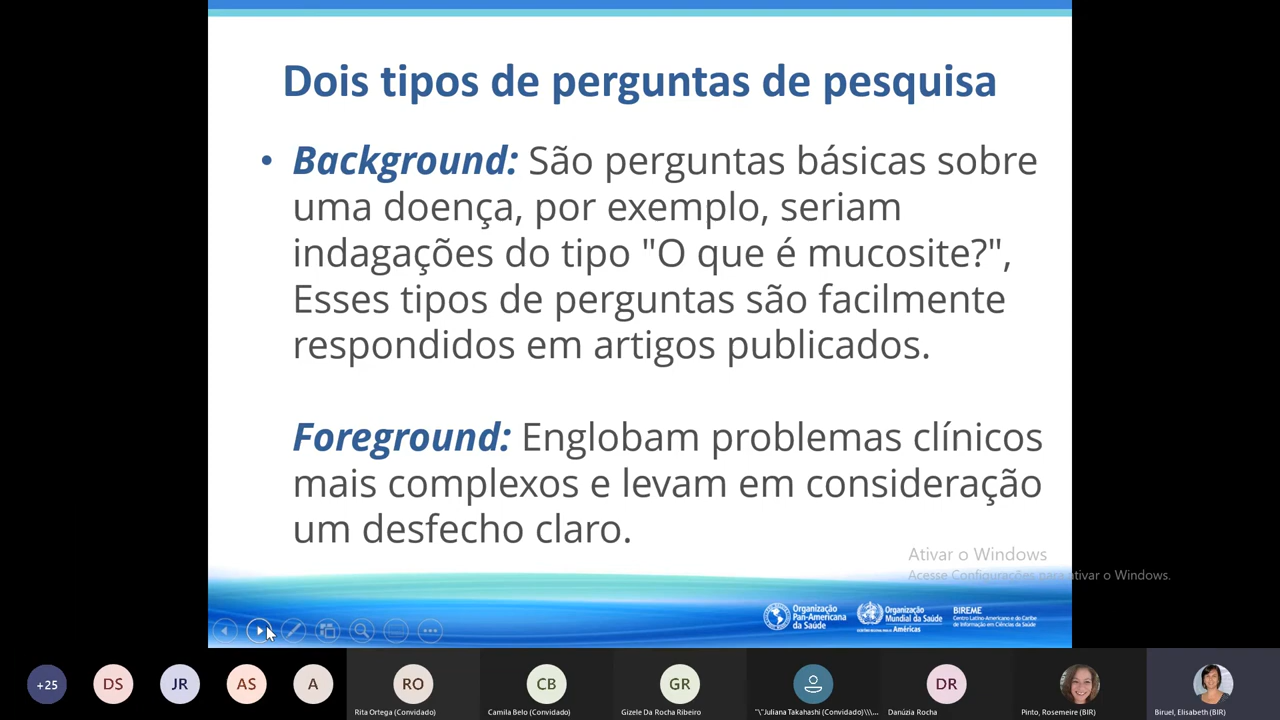 Dois tipos de perguntas de pesquisa
• Background: São perguntas básicas sobre
uma doença, por exemplo, seriam
indagações do tipo "O que é mucosite?",
Esses tipos de perguntas são facilmente
respondidos em artigos publicados.
Foreground: Englobam problemas clínicos
mais complexos e levam em consideração
um desfecho claro.
Ativar o Windows
Acesse Configurações para ativar o Windows.
Organização
Pan-Americana
da Saúde
Organização
Mundial da Saúde
Américas
BIREME
Centro Latino-Americano e do Caribe
de Informação em Ciências da Saúde
+25
DS
JR
AS
A
RO
CB
GR
DR
Rita Ortega (Convidado)
Camila Belo (Convidado)
Gizele Da Rocha Ribeiro
"\"Juliana Takahashi (Convidado)\\\...
Danúzia Rocha
Pinto, Rosemeire (BIR)
Biruel, Elisabeth (BIR)